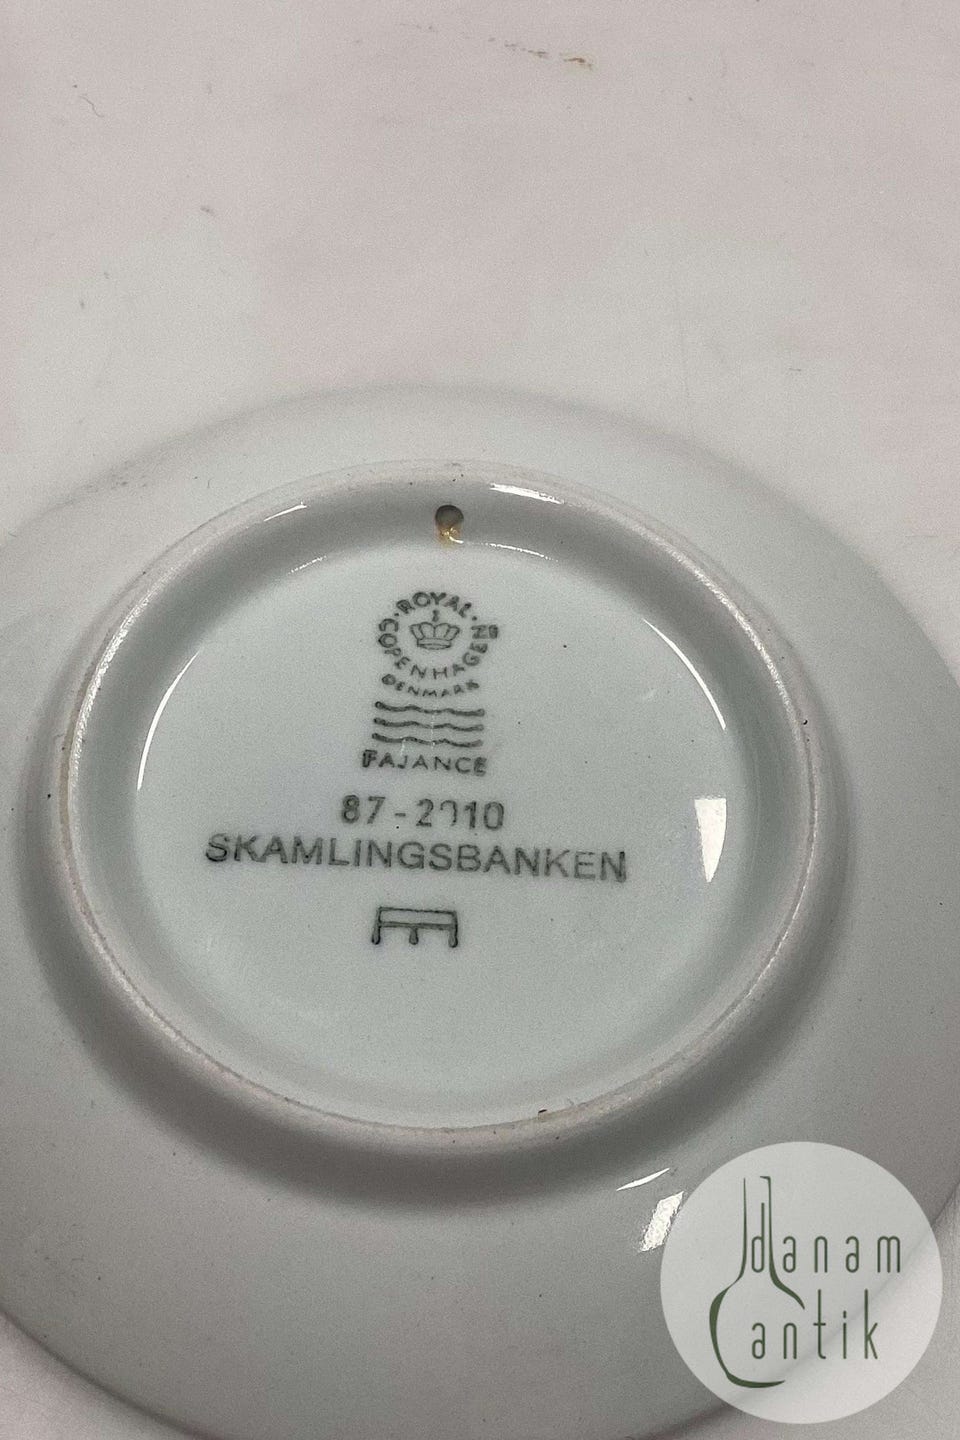 ROYAL
COPENHAGEN
DENMARK
FAJANCE
87-2010
SKAMLINGSBANKEN
danam
antik